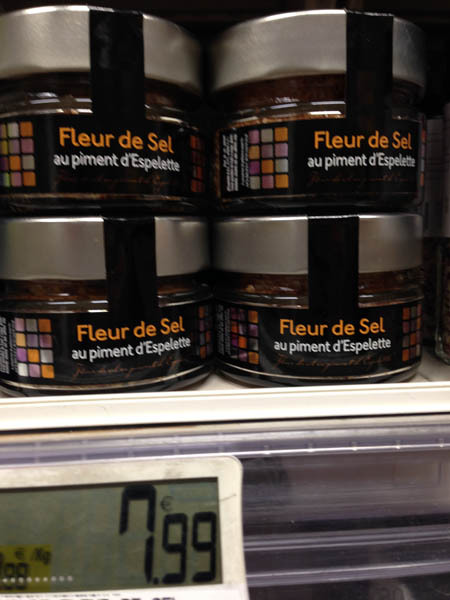 Fleur de Sel
au piment d'Espelette
Fleur de Sel
au piment d'Espelette
Fleur de Sel
au piment d'Espelette
Fleur de Sel
au piment d'Espelette
7€99
€/Kg